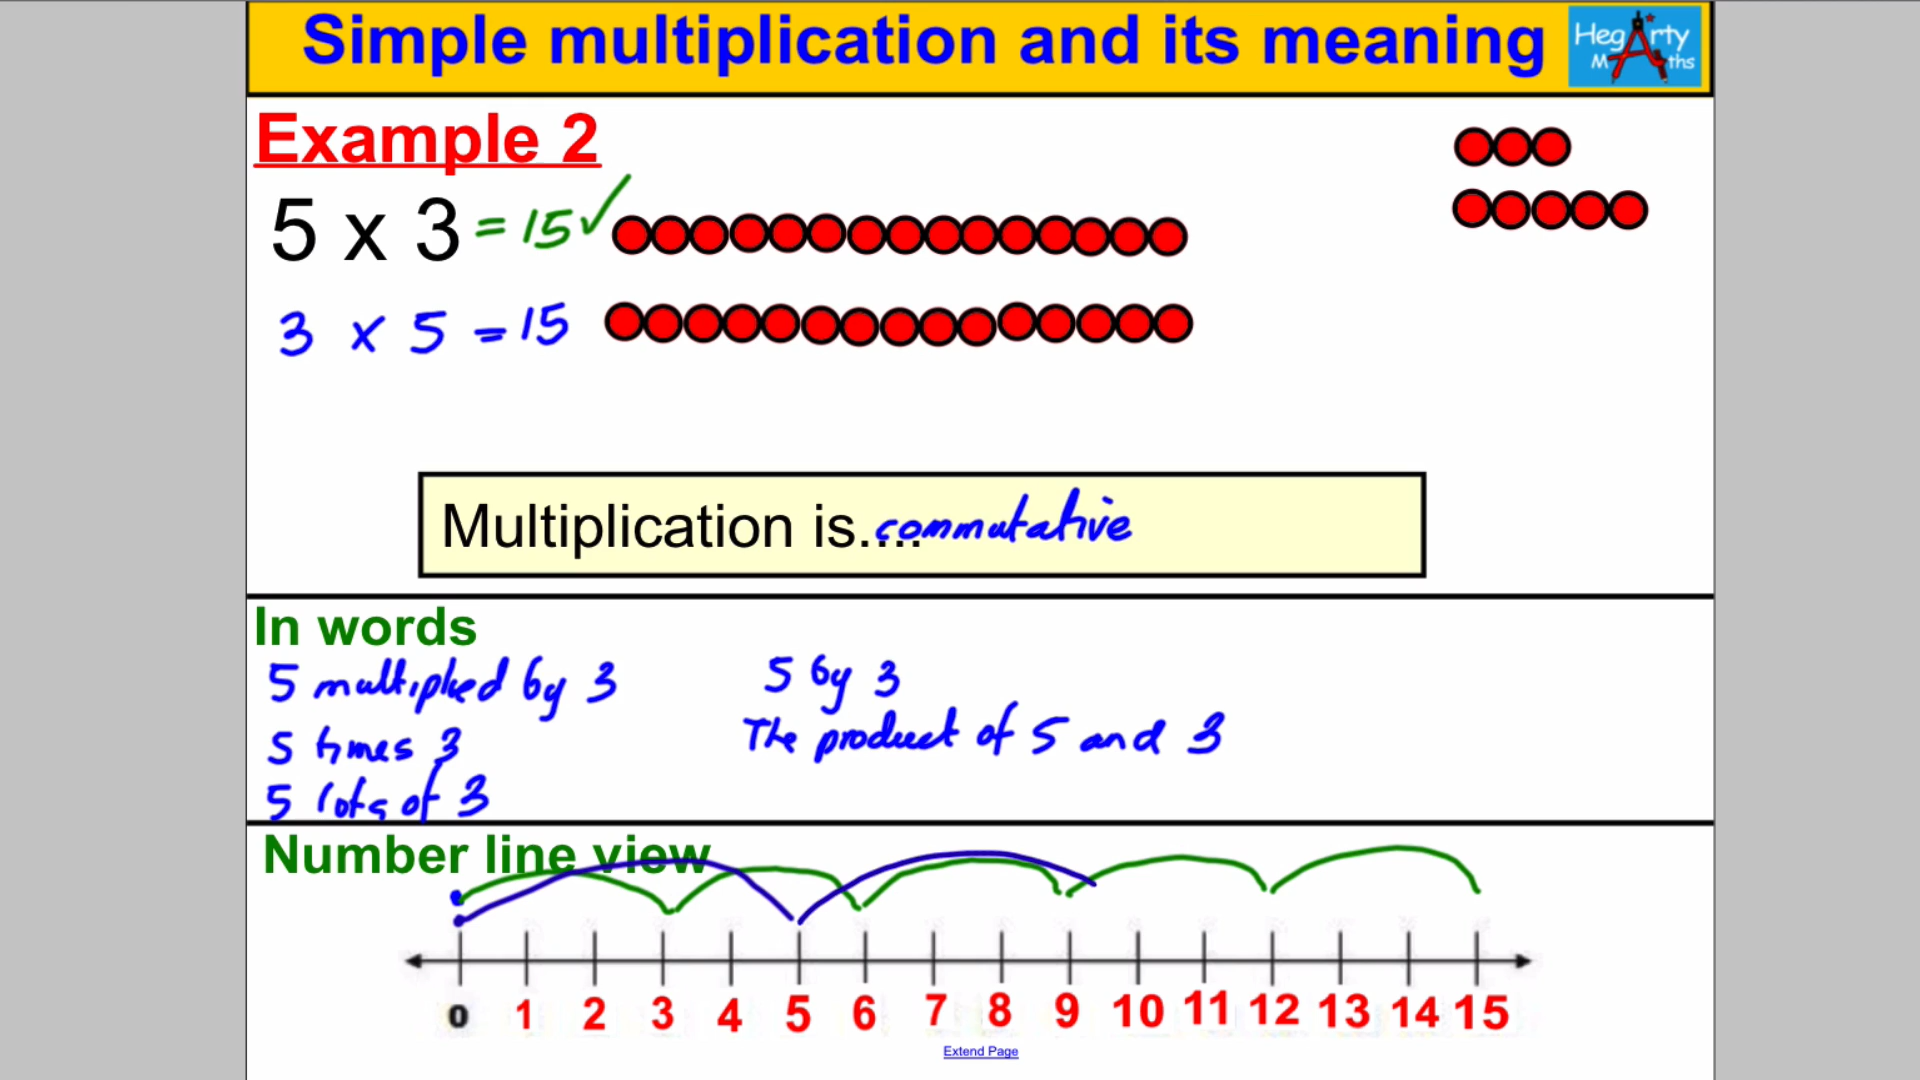 Simple multiplication and its meaning
HegArty
Maths
Example 2
5 x 3 = 15 ✓
3 x 5 = 15
Multiplication is.... commutative
In words
5 multiplied by 3
5 times 3
5 lots of 3
5 by 3
The product of 5 and 3
Number line view
0 1 2 3 4 5 6 7 8 9 10 11 12 13 14 15
Extend Page